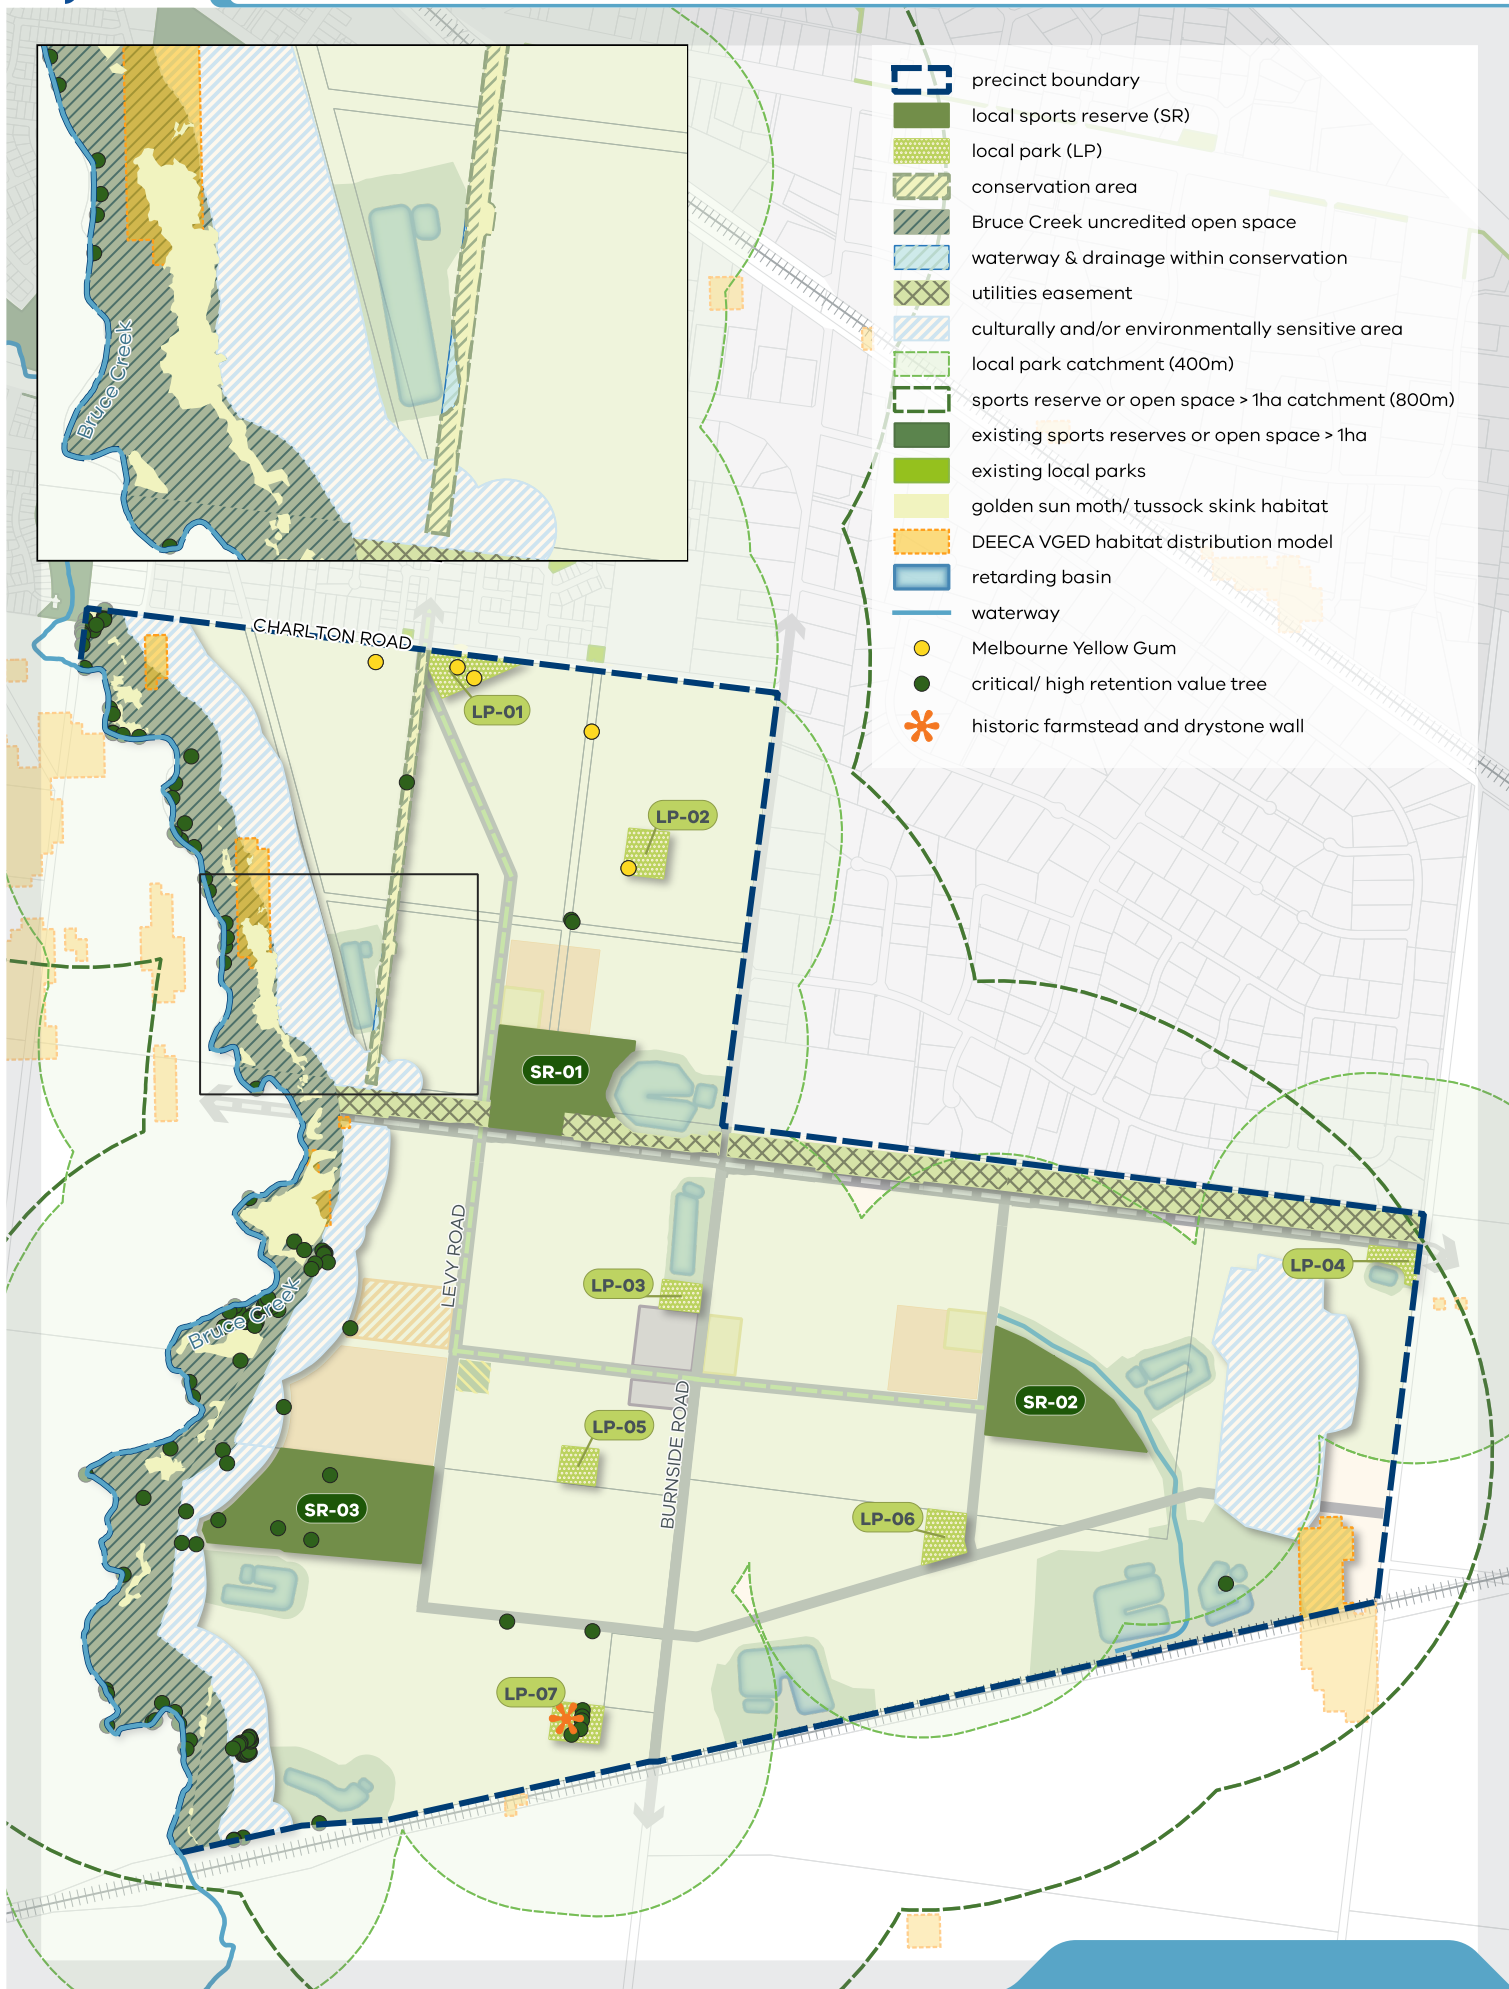 precinct boundary
local sports reserve (SR)
local park (LP)
conservation area
Bruce Creek uncredited open space
waterway & drainage within conservation
utilities easement
culturally and/or environmentally sensitive area
local park catchment (400m)
sports reserve or open space > 1ha catchment (800m)
existing sports reserves or open space > 1ha
existing local parks
golden sun moth/ tussock skink habitat
DEECA VGED habitat distribution model
retarding basin
waterway
Melbourne Yellow Gum
critical/ high retention value tree
historic farmstead and drystone wall
Bruce Creek
CHARLTON ROAD
LP-01
LP-02
SR-01
LEVY ROAD
LP-03
LP-04
Bruce Creek
SR-02
BURNSIDE ROAD
LP-05
SR-03
LP-06
LP-07